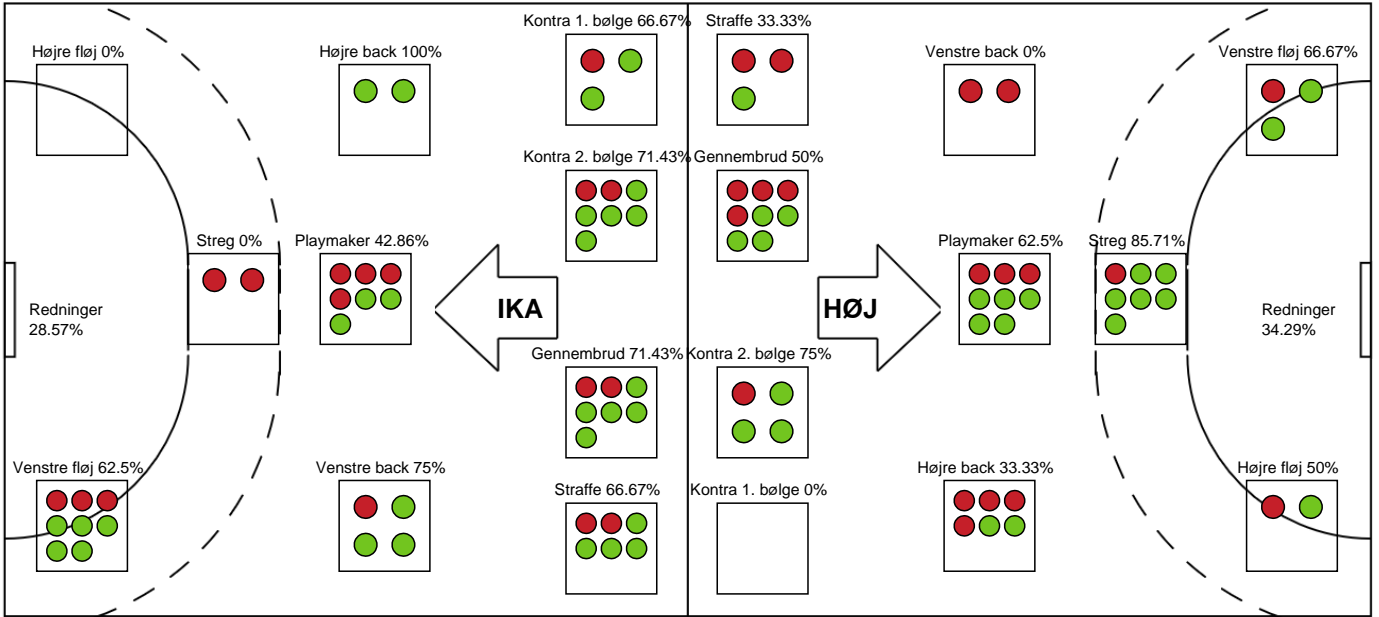 Kontra 1. bølge 66.67%
Straffe 33.33%
Højre fløj 0%
Højre back 100%
Venstre back 0%
Venstre fløj 66.67%
Kontra 2. bølge 71.43%
Gennembrud 50%
Streg 0%
Playmaker 42.86%
Playmaker 62.5%
Streg 85.71%
Redninger
28.57%
IKA
HØJ
Redninger
34.29%
Gennembrud 71.43%
Kontra 2. bølge 75%
Venstre fløj 62.5%
Venstre back 75%
Højre back 33.33%
Højre fløj 50%
Straffe 66.67%
Kontra 1. bølge 0%